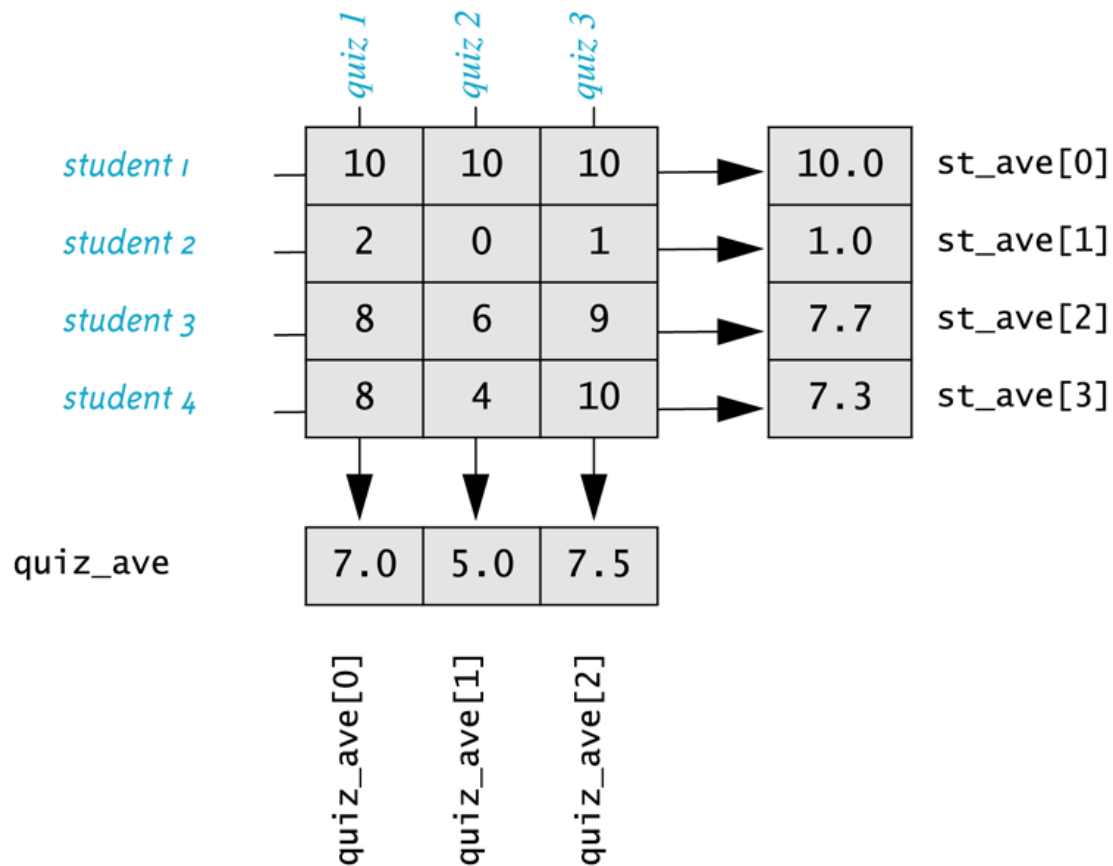 quiz 1 quiz 2 quiz 3
student 1 10 10 10 10.0 st_ave[0]
student 2 2 0 1 1.0 st_ave[1]
student 3 8 6 9 7.7 st_ave[2]
student 4 8 4 10 7.3 st_ave[3]
quiz_ave 7.0 5.0 7.5
quiz_ave[0] quiz_ave[1] quiz_ave[2]